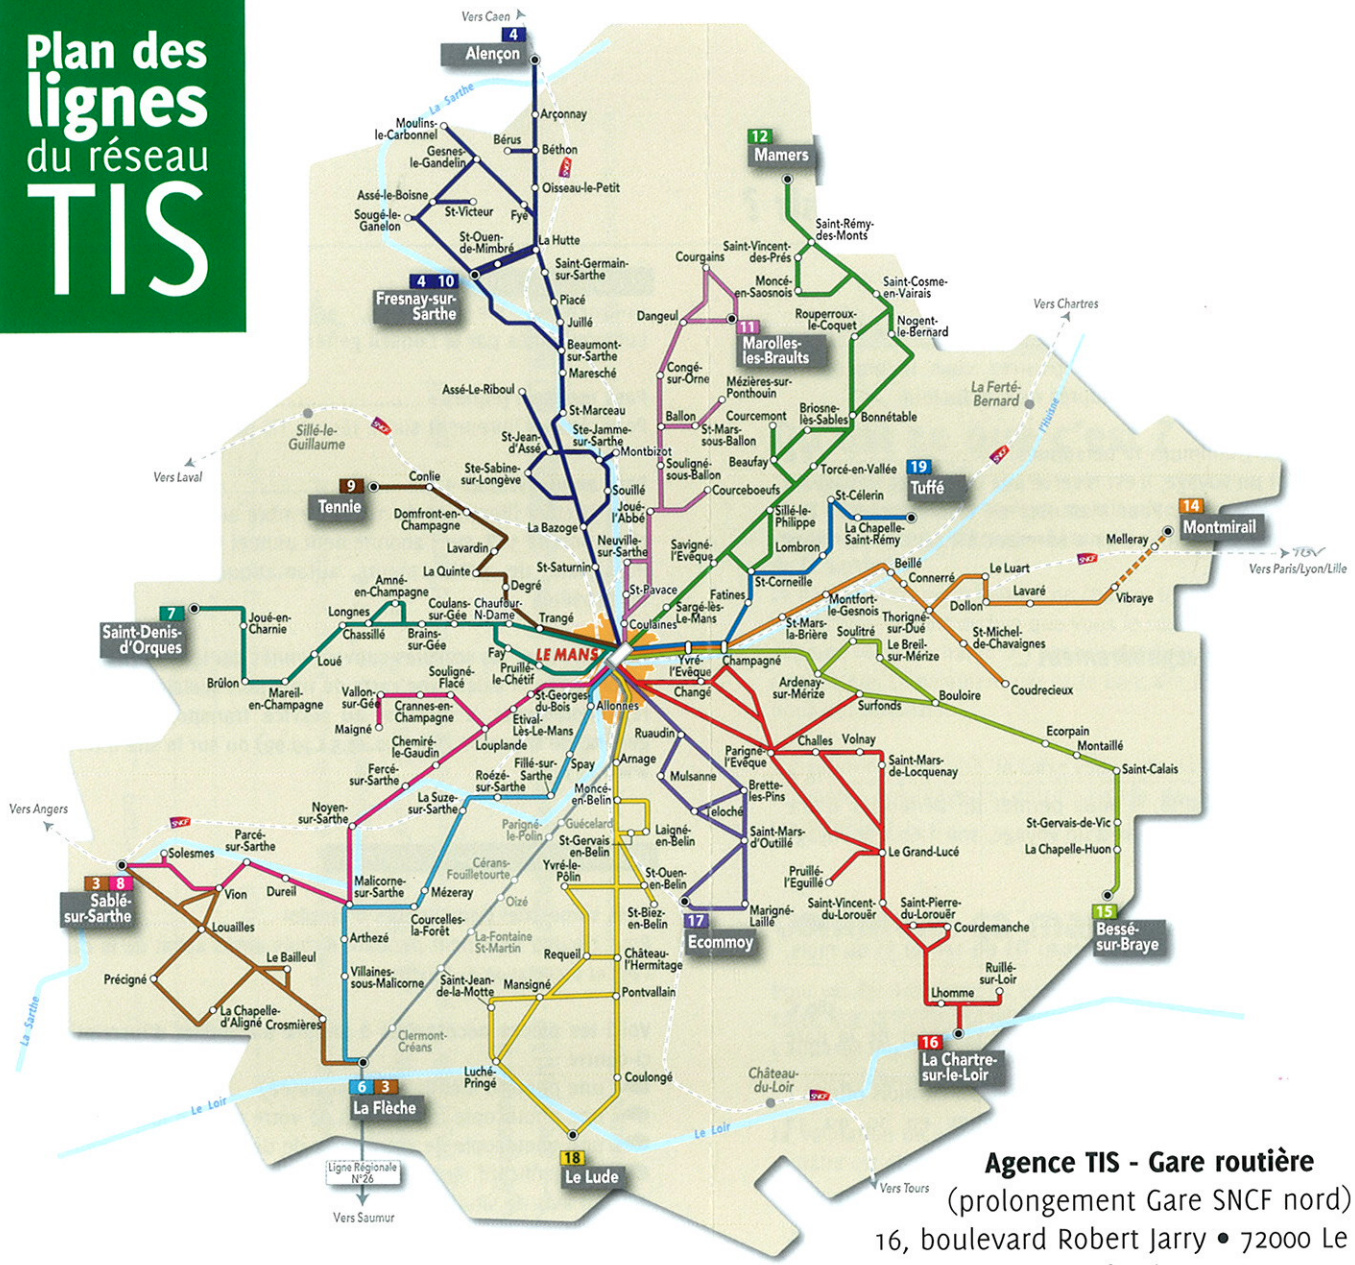 Plan des
lignes
du réseau
TIS
Vers Caen
4
Alençon
La Sarthe
Arçonnay
Moulins-
le-Carbonnel
Bérus
Béthon
Gesnes-
le-Gandelin
SNCF
Oisseau-le-Petit
Assé-le-Boisne
St-Victeur
Fyé
Sougé-le-
Ganelon
St-Ouen-
de-Mimbré
La Hutte
Saint-Germain-
sur-Sarthe
4 10
Fresnay-sur-
Sarthe
Piacé
Juillé
Beaumont-
sur-Sarthe
Maresché
Assé-Le-Riboul
St-Marceau
St-Jean-
d'Assé
Ste-Jamme-
sur-Sarthe
Montbizot
Ste-Sabine-
sur-Longève
Souillé
La Bazoge
St-Saturnin
12
Mamers
Saint-Rémy-
des-Monts
Saint-Vincent-
des-Prés
Moncé-
en-Saosnois
Saint-Cosme-
en-Vairais
Rouperroux-
le-Coquet
Nogent-
le-Bernard
Courgains
Dangeul
11
Marolles-
les-Braults
Congé-
sur-Orne
Mézières-sur-
Ponthouin
Ballon
St-Mars-
sous-Ballon
Courcemont
Briosne-
lès-Sables
Bonnétable
Beaufay
Torcé-en-Vallée
Souligné-
sous-Ballon
Courceboeufs
Joué-
l'Abbé
Neuville-
sur-Sarthe
St-Pavace
Coulaines
Sillé-le-
Philippe
Savigné-
l'Evêque
Lombron
St-Corneille
Fatines
Sargé-lès-
Le Mans
19
Tuffé
St-Célerin
La Chapelle-
Saint-Rémy
Vers Chartres
La Ferté-
Bernard
l'Huisne
SNCF
14
Montmirail
Melleray
SNCF
TGV
Vers Paris/Lyon/Lille
Beillé
Connerré
Le Luart
Lavaré
Dollon
Vibraye
Montfort-
le-Gesnois
Thorigné-
sur-Dué
St-Mars-
la-Brière
St-Michel-
de-Chavaignes
Coudrecieux
Soulitré
Le Breil-
sur-Mérize
Sillé-le-
Guillaume
SNCF
Vers Laval
9
Tennie
Conlie
Domfront-en-
Champagne
Lavardin
La Quinte
Degré
Chaufour-
N-Dame
Trangé
7
Saint-Denis-
d'Orques
Joué-en-
Charnie
Amné-
en-Champagne
Longnes
Chassillé
Coulans-
sur-Gée
Brains-
sur-Gée
Loué
Brûlon
Mareil-
en-Champagne
Fay
Pruillé-
le-Chétif
LE MANS
Yvré-
l'Evêque
Champagné
Changé
Ardenay-
sur-Mérize
Surfonds
Bouloire
Ecorpain
Montaillé
Saint-Calais
St-Gervais-de-Vic
La Chapelle-Huon
15
Bessé-
sur-Braye
Souligné-
Flacé
Vallon-
sur-Gée
Crannes-en-
Champagne
Maigné
St-Georges
du-Bois
Etival-
Lès-Le-Mans
Louplande
Chemiré-
le-Gaudin
Fercé-
sur-Sarthe
Noyen-
sur-Sarthe
Allonnes
Spay
Fillé-sur-
Sarthe
Roézé-
sur-Sarthe
La Suze-
sur-Sarthe
Arnage
Moncé-
en-Belin
Parigné-
le-Polin
Guécelard
St-Gervais
en-Belin
Laigné-
en-Belin
Yvré-le-
Pôlin
St-Ouen-
en-Belin
St-Biez-
en-Belin
Cérans-
Fouilletourte
Oizé
La-Fontaine
St-Martin
Ruaudin
Mulsanne
Brette-
les-Pins
Teloché
Saint-Mars-
d'Outillé
Marigné-
Laillé
17
Ecommoy
Parigné-
l'Evêque
Challes
Volnay
Saint-Mars-
de-Locquenay
Le Grand-Lucé
Pruillé-
l'Eguillé
Saint-Vincent-
du-Lorouër
Saint-Pierre-
du-Lorouër
Courdemanche
Ruillé-
sur-Loir
Lhomme
16
La Chartre-
sur-le-Loir
Vers Angers
SNCF
Solesmes
Parcé-
sur-Sarthe
3 8
Sablé-
sur-Sarthe
Vion
Dureil
Malicorne-
sur-Sarthe
Mézeray
Courcelles-
la-Forêt
Arthezé
Villaines-
sous-Malicorne
Louailles
Le Bailleul
Précigné
La Chapelle-
d'Aligné
Crosmières
La Sarthe
Saint-Jean-
de-la-Motte
Clermont-
Créans
Requeil
Château-
l'Hermitage
Mansigné
Pontvallain
Luché-
Pringé
Coulongé
6 3
La Flèche
Le Loir
Ligne Régionale
N°26
Vers Saumur
18
Le Lude
Le Loir
Château-
du-Loir
SNCF
Vers Tours
Agence TIS - Gare routière
(prolongement Gare SNCF nord)
16, boulevard Robert Jarry • 72000 Le